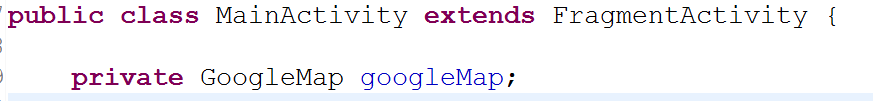 public class MainActivity extends FragmentActivity {
private GoogleMap googleMap;